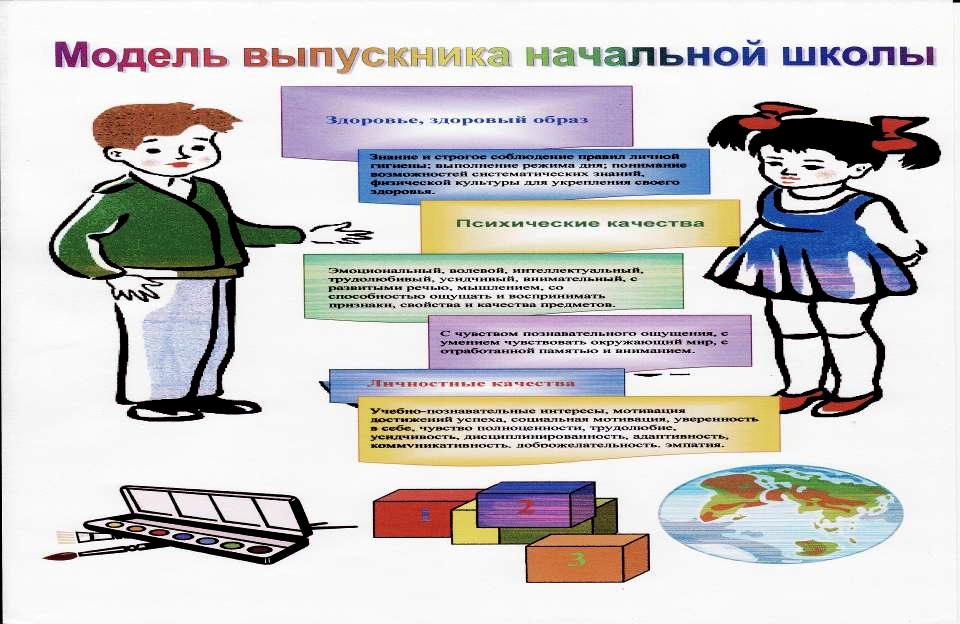 Модель выпускника начальной школы
Здоровье, здоровый образ
Знание и строгое соблюдение правил личной
гигиены; выполнение режима дня; понимание
возможностей систематических знаний,
физической культуры для укрепления своего
здоровья.
Психические качества
Эмоциональный, волевой, интеллектуальный,
трудолюбивый, усидчивый, внимательный, с
развитыми речью, мышлением, со
способностью ощущать и воспринимать
признаки, свойства и качества предметов.
С чувством познавательного ощущения, с
умением чувствовать окружающий мир, с
отработанной памятью и вниманием.
Личностные качества
Учебно-познавательные интересы, мотивация
достижений успеха, социальная мотивация, уверенность
в себе, чувство полноценности, трудолюбие,
усидчивость, дисциплинированность, адаптивность,
коммуникативность, доброжелательность, эмпатия.
1
2
3